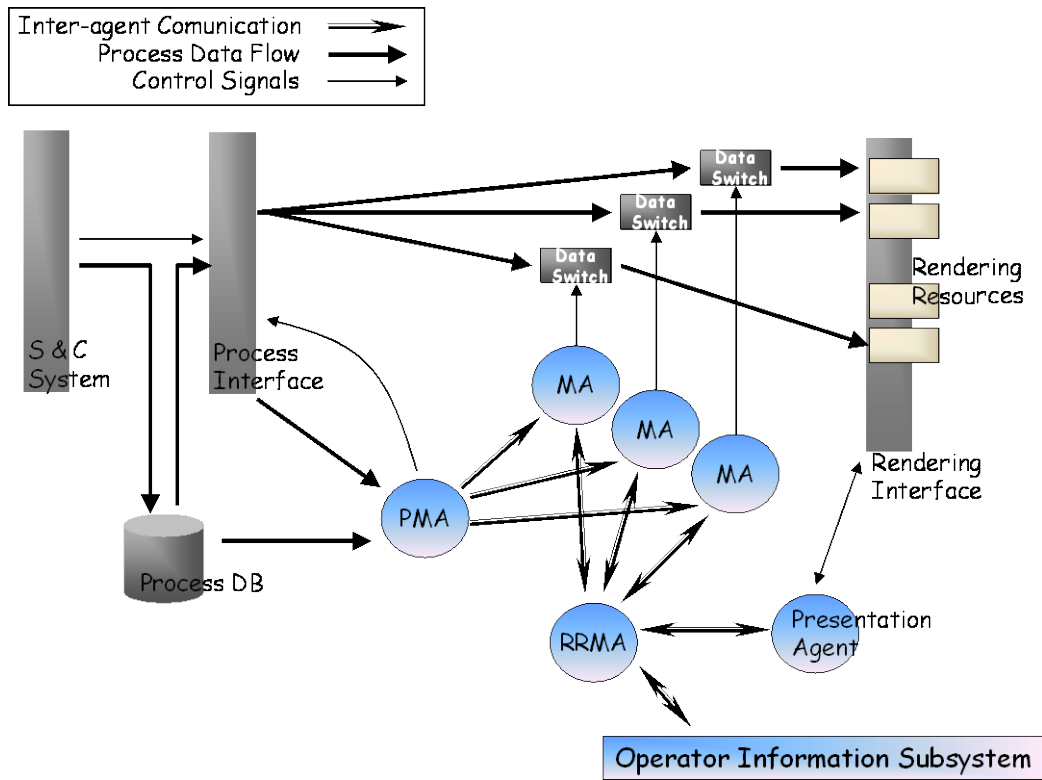 Inter-agent Comunication
Process Data Flow
Control Signals
Data
Switch
Data
Switch
Data
Switch
Rendering
Resources
S & C
System
Process
Interface
MA
MA
MA
Rendering
Interface
PMA
Process DB
Presentation
Agent
RRMA
Operator Information Subsystem